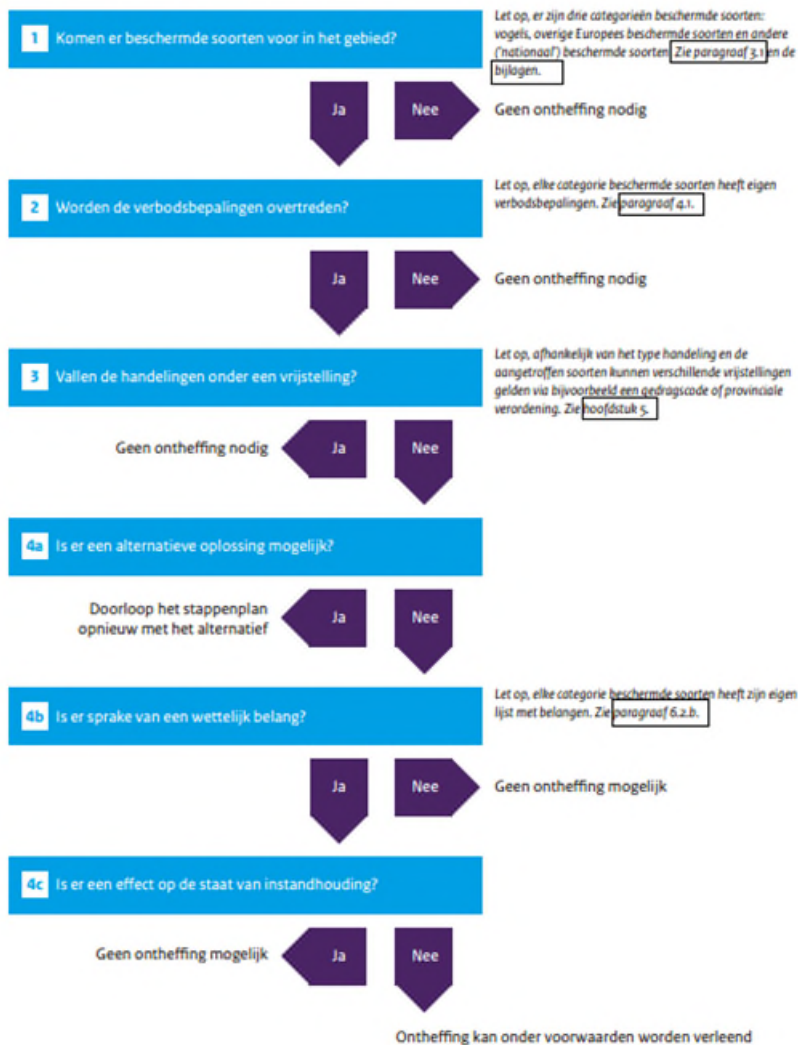 1 Komen er beschermde soorten voor in het gebied?
Let op, er zijn drie categorieën beschermde soorten:
vogels, overige Europees beschermde soorten en andere
('nationaal') beschermde soorten. Zie paragraaf 3.1 en de
bijlagen.
Ja
Nee
Geen ontheffing nodig
2 Worden de verbodsbepalingen overtreden?
Let op, elke categorie beschermde soorten heeft eigen
verbodsbepalingen. Zie paragraaf 4.1.
Ja
Nee
Geen ontheffing nodig
3 Vallen de handelingen onder een vrijstelling?
Let op, afhankelijk van het type handeling en de
aangetroffen soorten kunnen verschillende vrijstellingen
gelden via bijvoorbeeld een gedragscode of provinciale
verordening. Zie hoofdstuk 5.
Geen ontheffing nodig
Ja
Nee
4a Is er een alternatieve oplossing mogelijk?
Doorloop het stappenplan
opnieuw met het alternatief
Ja
Nee
4b Is er sprake van een wettelijk belang?
Let op, elke categorie beschermde soorten heeft zijn eigen
lijst met belangen. Zie paragraaf 6.2.b.
Ja
Nee
Geen ontheffing mogelijk
4c Is er een effect op de staat van instandhouding?
Geen ontheffing mogelijk
Ja
Nee
Ontheffing kan onder voorwaarden worden verleend